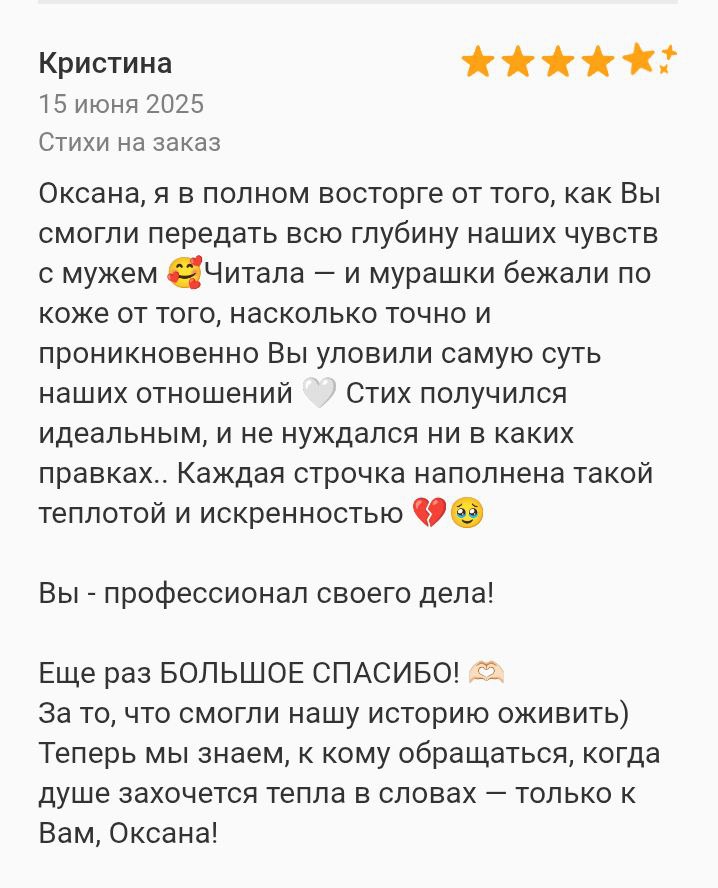 Кристина
15 июня 2025
Стихи на заказ
Оксана, я в полном восторге от того, как Вы
смогли передать всю глубину наших чувств
с мужем 🥰Читала — и мурашки бежали по
коже от того, насколько точно и
проникновенно Вы уловили самую суть
наших отношений 🤍 Стих получился
идеальным, и не нуждался ни в каких
правках.. Каждая строчка наполнена такой
теплотой и искренностью 💔🥹
Вы - профессионал своего дела!
Еще раз БОЛЬШОЕ СПАСИБО! 🫶🏻
За то, что смогли нашу историю оживить)
Теперь мы знаем, к кому обращаться, когда
душе захочется тепла в словах — только к
Вам, Оксана!